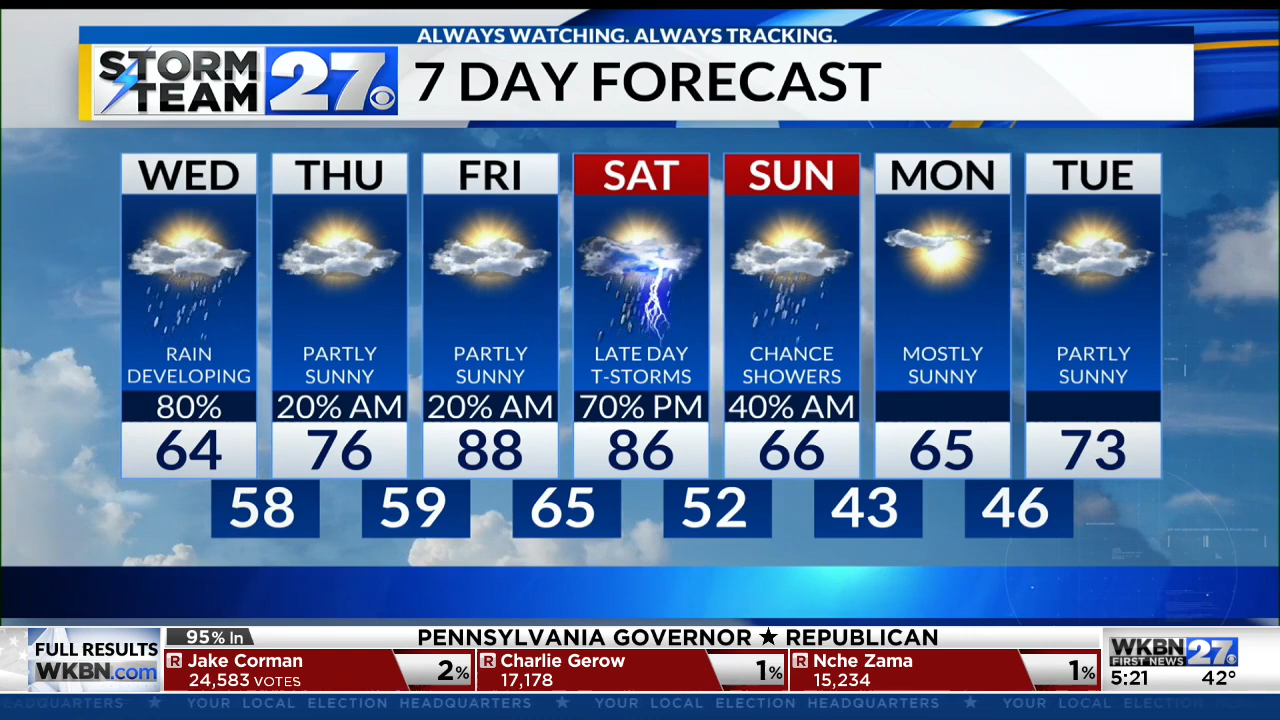 ALWAYS WATCHING. ALWAYS TRACKING.
STORM
TEAM
27
7 DAY FORECAST
WED THU FRI SAT SUN MON TUE
RAIN DEVELOPING
PARTLY SUNNY
PARTLY SUNNY
LATE DAY T-STORMS
CHANCE SHOWERS
MOSTLY SUNNY
PARTLY SUNNY
80% 20% AM 20% AM 70% PM 40% AM
64 76 88 86 66 65 73
58 59 65 52 43 46
FULL RESULTS
WKBN.com
95% In
PENNSYLVANIA GOVERNOR ★ REPUBLICAN
R Jake Corman
24,583 VOTES
2%
R Charlie Gerow
17,178
1%
R Nche Zama
15,234
1%
WKBN 27
FIRST NEWS
5:21 42°
HEADQUARTERS ★ YOUR LOCAL ELECTION HEADQUARTERS ★ YOUR LOCAL ELECTION HEADQUARTERS ★ YOUR LOCAL ELECTION